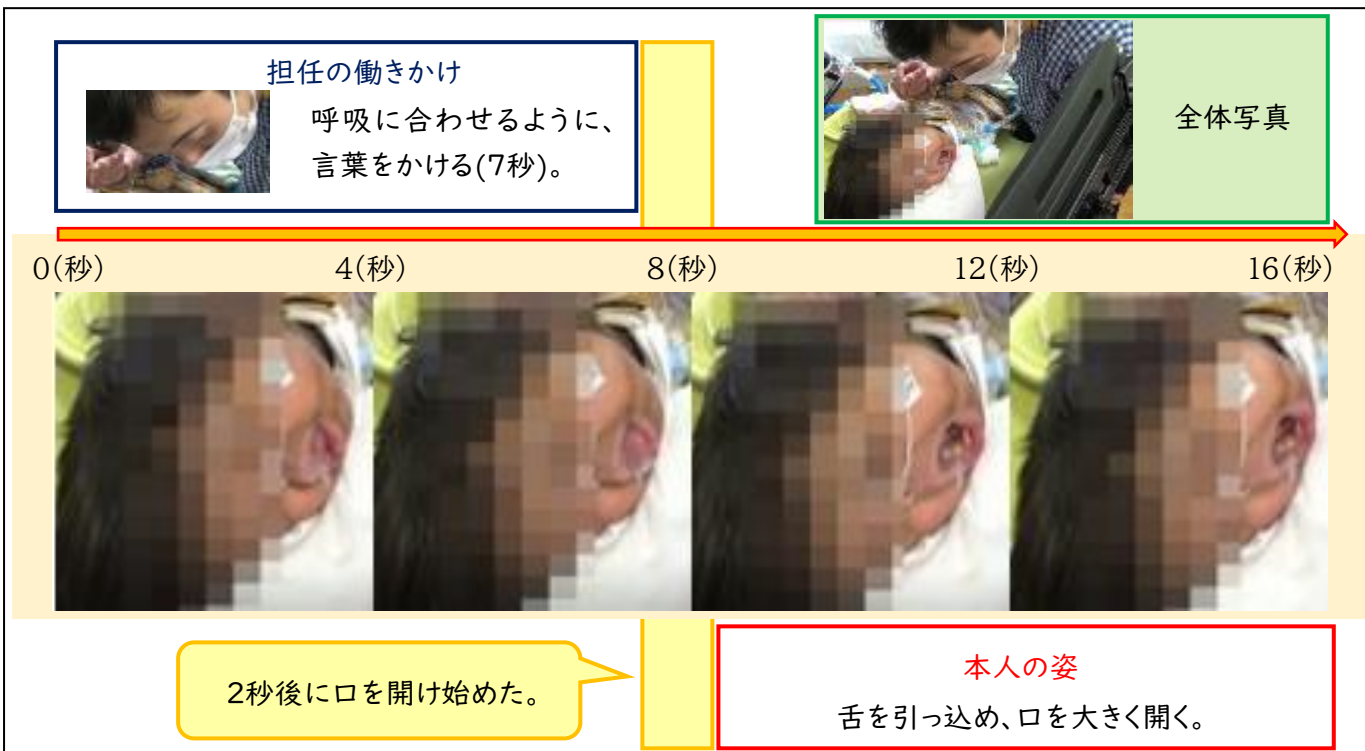 担任の働きかけ
呼吸に合わせるように、
言葉をかける(7秒)。
全体写真
0(秒)
4(秒)
8(秒)
12(秒)
16(秒)
2秒後に口を開け始めた。
本人の姿
舌を引っ込め、口を大きく開く。